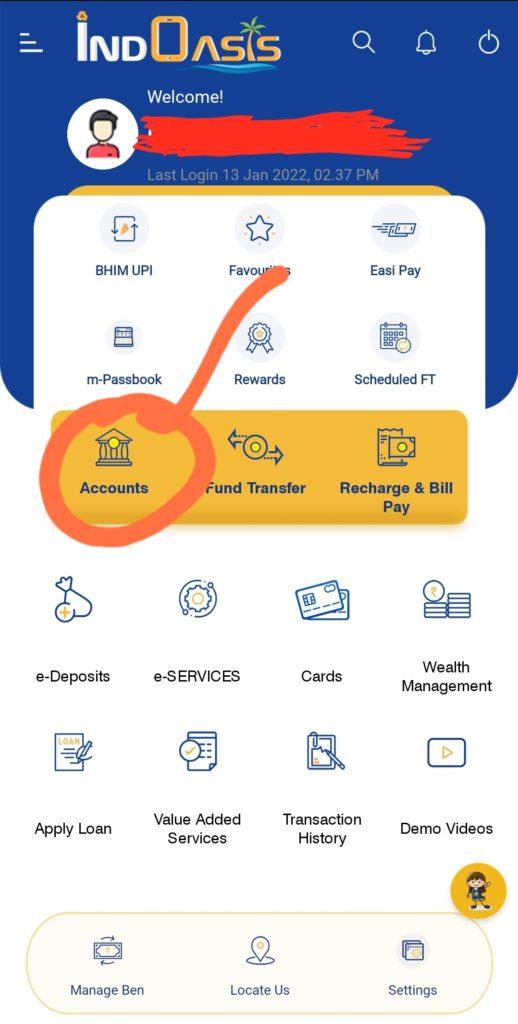 INDOASIS
Welcome!
Last Login 13 Jan 2022, 02.37 PM
BHIM UPI
Favourites
Easi Pay
m-Passbook
Rewards
Scheduled FT
Accounts
Fund Transfer
Recharge & Bill
Pay
e-Deposits
e-SERVICES
Cards
Wealth
Management
LOAN
Apply Loan
Value Added
Services
Transaction
History
Demo Videos
Manage Ben
Locate Us
Settings